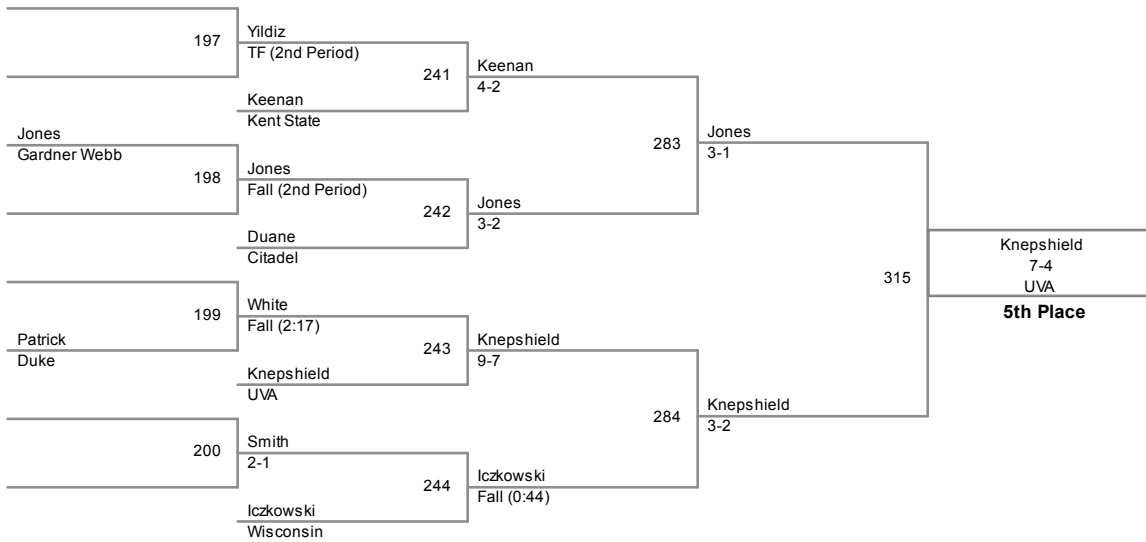 197
Yildiz
TF (2nd Period)
241
Keenan
4-2
Keenan
Kent State
Jones
Gardner Webb
283
Jones
3-1
198
Jones
Fall (2nd Period)
242
Jones
3-2
Duane
Citadel
315
Knepshield
7-4
UVA
5th Place
199
White
Fall (2:17)
Patrick
Duke
243
Knepshield
9-7
Knepshield
UVA
284
Knepshield
3-2
200
Smith
2-1
244
Iczkowski
Fall (0:44)
Iczkowski
Wisconsin